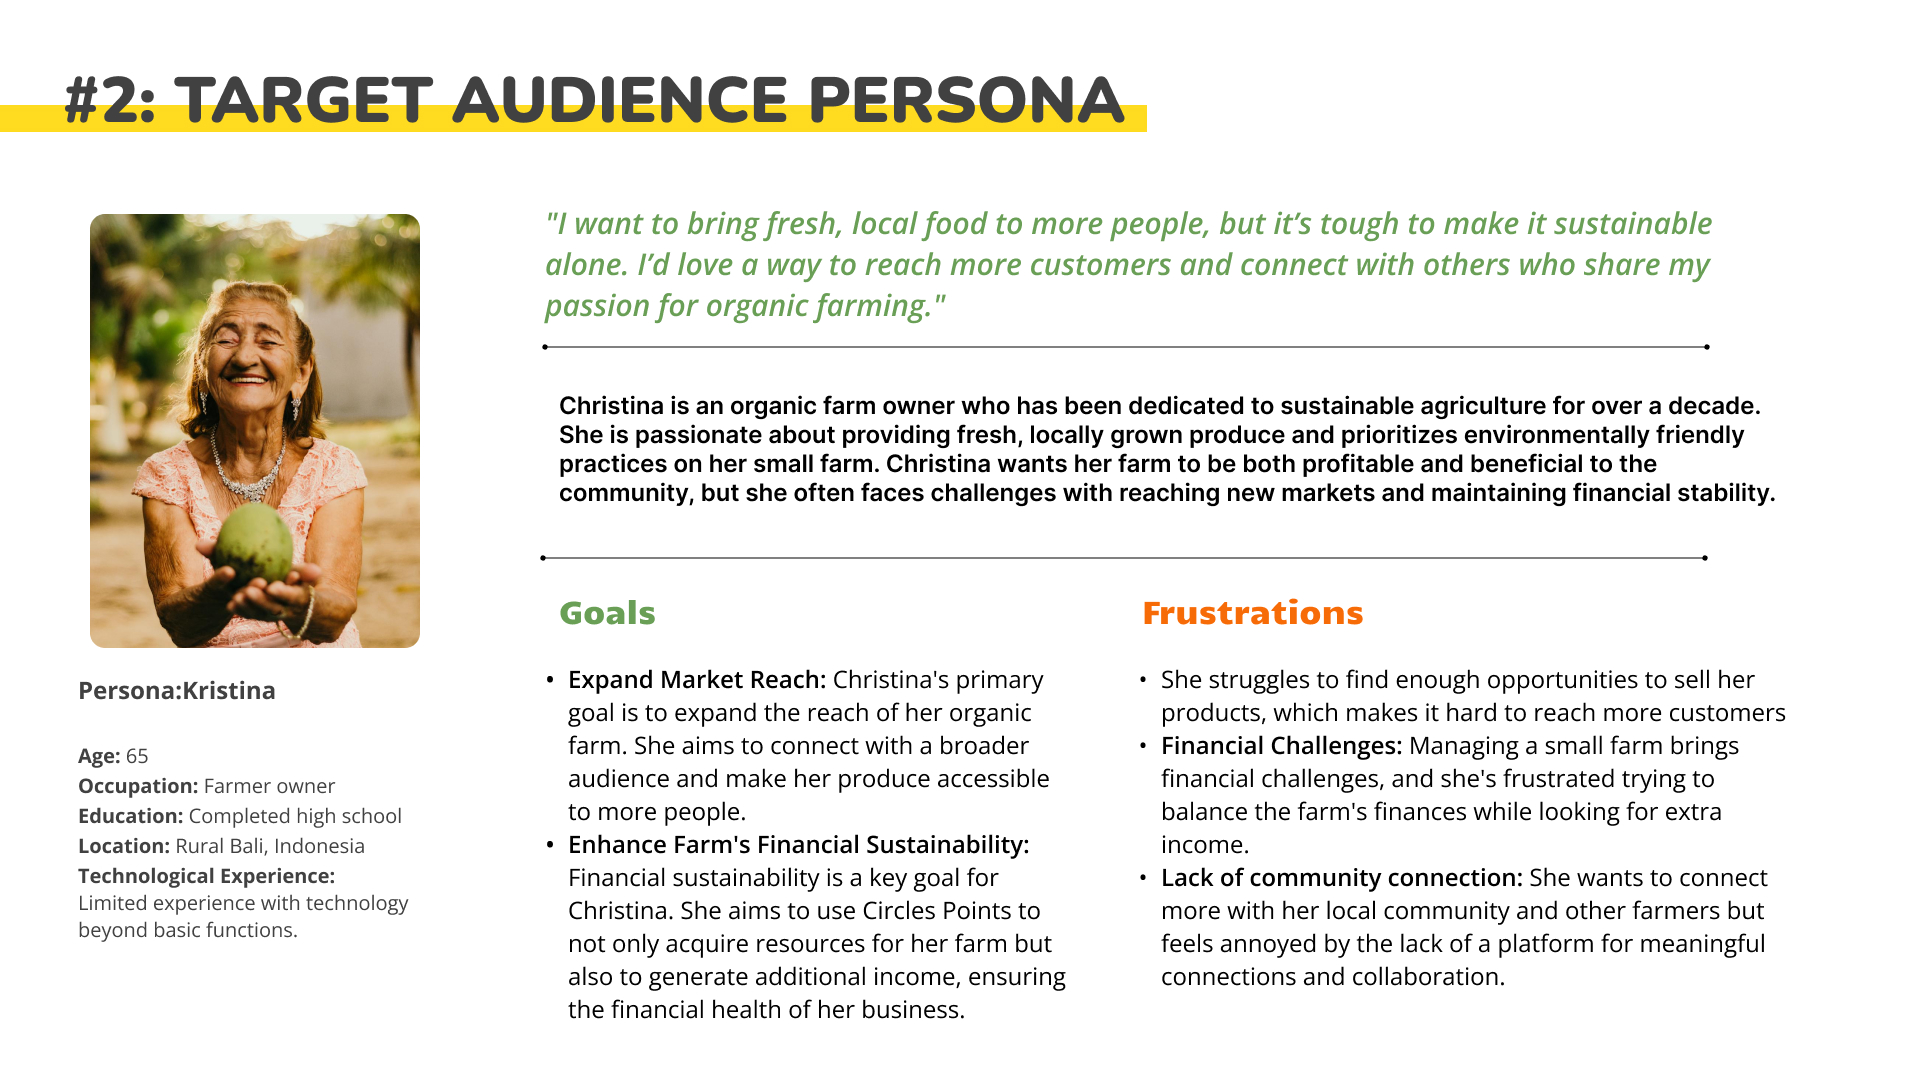 #2: TARGET AUDIENCE PERSONA
"I want to bring fresh, local food to more people, but it’s tough to make it sustainable
alone. I’d love a way to reach more customers and connect with others who share my
passion for organic farming."
Christina is an organic farm owner who has been dedicated to sustainable agriculture for over a decade.
She is passionate about providing fresh, locally grown produce and prioritizes environmentally friendly
practices on her small farm. Christina wants her farm to be both profitable and beneficial to the
community, but she often faces challenges with reaching new markets and maintaining financial stability.
Persona:Kristina
Age: 65
Occupation: Farmer owner
Education: Completed high school
Location: Rural Bali, Indonesia
Technological Experience:
Limited experience with technology
beyond basic functions.
Goals
• Expand Market Reach: Christina's primary
goal is to expand the reach of her organic
farm. She aims to connect with a broader
audience and make her produce accessible
to more people.
• Enhance Farm's Financial Sustainability:
Financial sustainability is a key goal for
Christina. She aims to use Circles Points to
not only acquire resources for her farm but
also to generate additional income, ensuring
the financial health of her business.
Frustrations
• She struggles to find enough opportunities to sell her
products, which makes it hard to reach more customers
• Financial Challenges: Managing a small farm brings
financial challenges, and she's frustrated trying to
balance the farm's finances while looking for extra
income.
• Lack of community connection: She wants to connect
more with her local community and other farmers but
feels annoyed by the lack of a platform for meaningful
connections and collaboration.